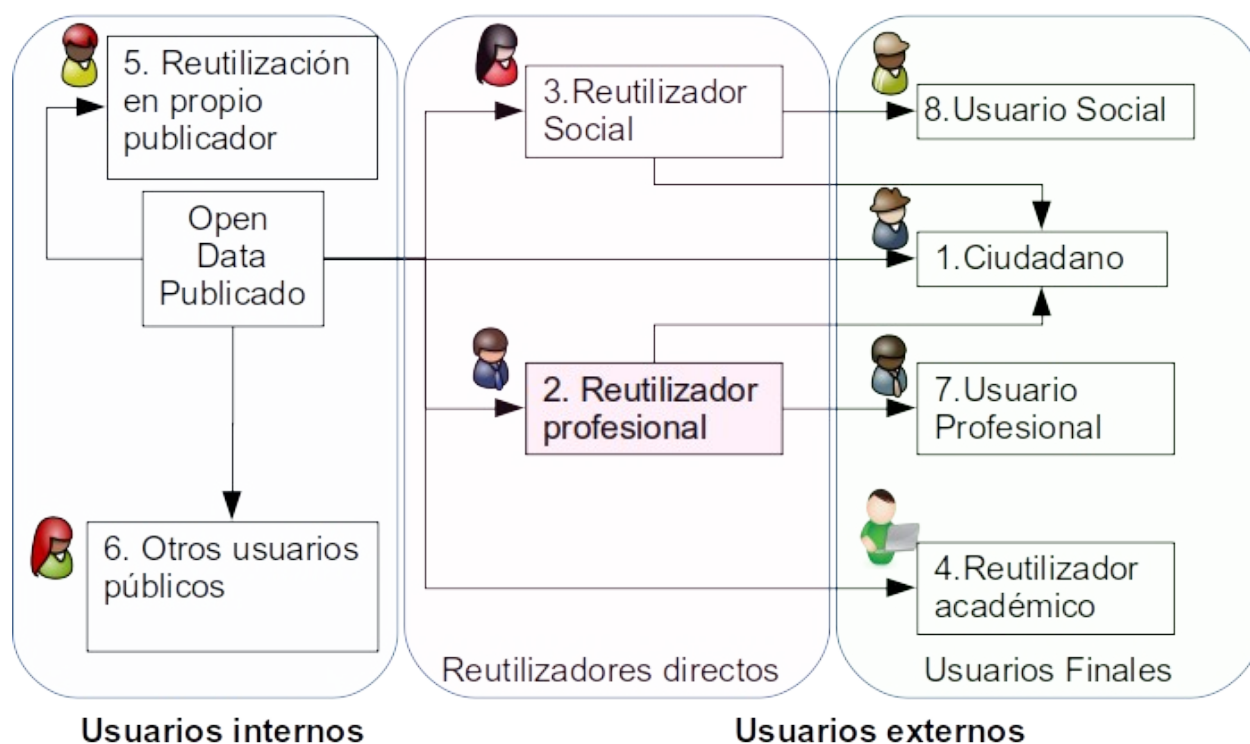 5. Reutilización
en propio
publicador
Open
Data
Publicado
6. Otros usuarios
públicos
3.Reutilizador
Social
2. Reutilizador
profesional
Reutilizadores directos
8.Usuario Social
1.Ciudadano
7.Usuario
Profesional
4.Reutilizador
académico
Usuarios Finales
Usuarios internos
Usuarios externos